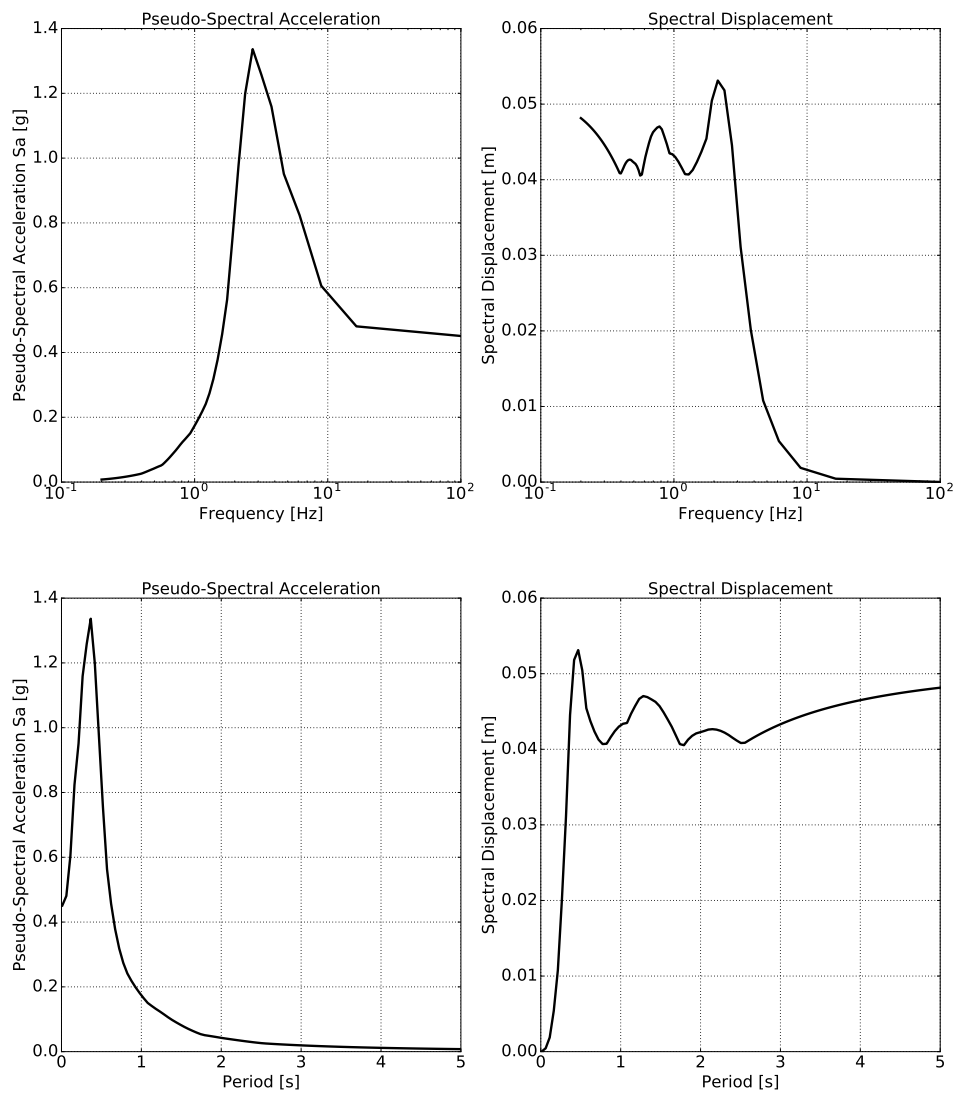 Pseudo-Spectral Acceleration
Spectral Displacement
1.4
1.2
1.0
0.8
0.6
0.4
0.2
0.0
Pseudo-Spectral Acceleration Sa [g]
10^-1
10^0
10^1
10^2
Frequency [Hz]
0.06
0.05
0.04
0.03
0.02
0.01
0.00
Spectral Displacement [m]
10^-1
10^0
10^1
10^2
Frequency [Hz]
Pseudo-Spectral Acceleration
Spectral Displacement
1.4
1.2
1.0
0.8
0.6
0.4
0.2
0.0
Pseudo-Spectral Acceleration Sa [g]
0 1 2 3 4 5
Period [s]
0.06
0.05
0.04
0.03
0.02
0.01
0.00
Spectral Displacement [m]
0 1 2 3 4 5
Period [s]